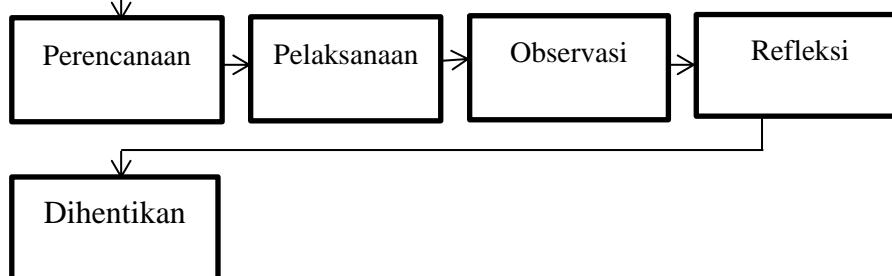 Perencanaan
Pelaksanaan
Observasi
Refleksi
Dihentikan